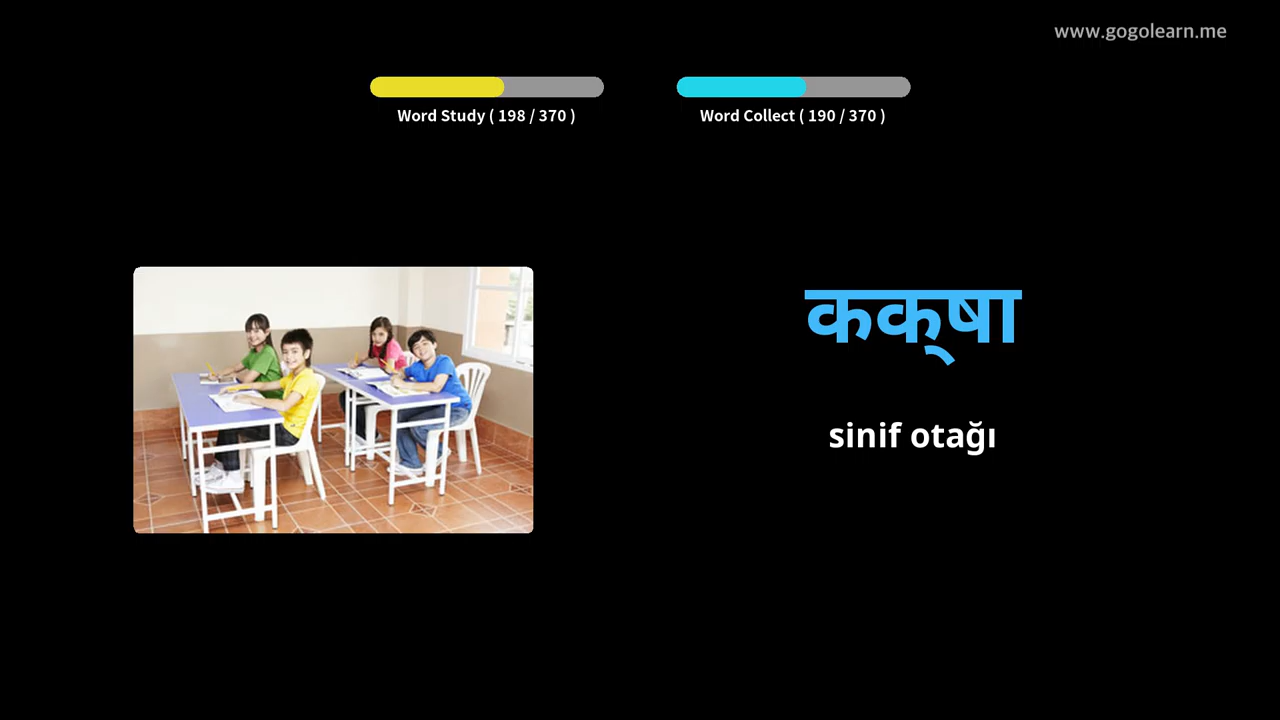 www.gogolearn.me
Word Study ( 198 / 370 )
Word Collect ( 190 / 370 )
कक्‌षा
sinif otağı